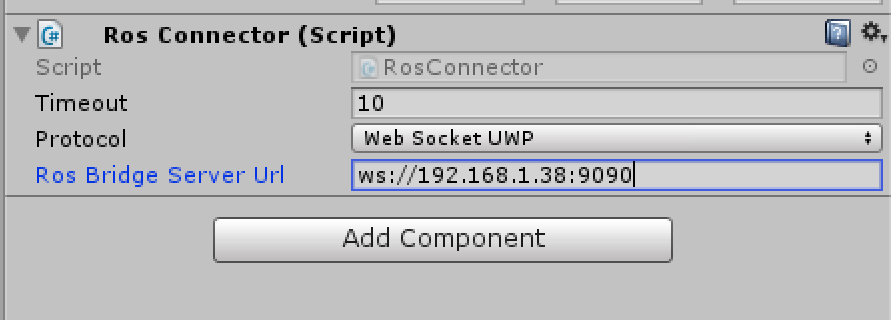 Ros Connector (Script)
Script RosConnector
Timeout 10
Protocol Web Socket UWP
Ros Bridge Server Url ws://192.168.1.38:9090
Add Component